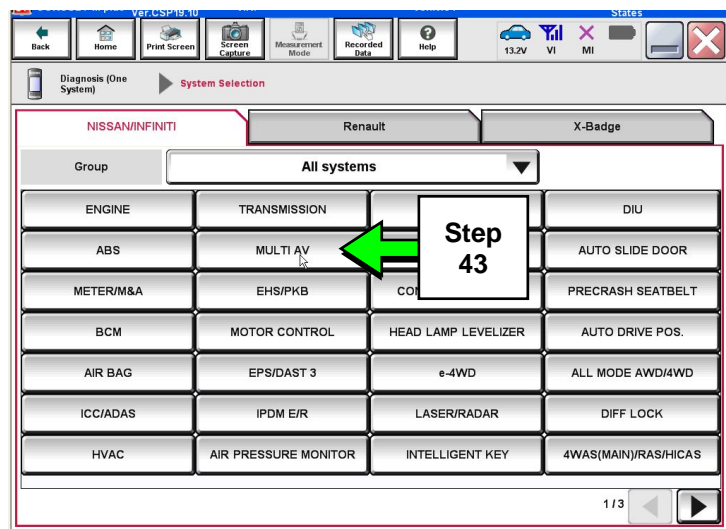 Ver.CSP19.10
States
Back
Home
Print Screen
Screen
Capture
Measurement
Mode
Recorded
Data
Help
13.2V
VI
MI
Diagnosis (One
System)
System Selection
NISSAN/INFINITI
Renault
X-Badge
Group
All systems
ENGINE
TRANSMISSION
DIU
ABS
MULTI AV
Step
43
AUTO SLIDE DOOR
METER/M&A
EHS/PKB
PRECRASH SEATBELT
BCM
MOTOR CONTROL
HEAD LAMP LEVELIZER
AUTO DRIVE POS.
AIR BAG
EPS/DAST 3
e-4WD
ALL MODE AWD/4WD
ICC/ADAS
IPDM E/R
LASER/RADAR
DIFF LOCK
HVAC
AIR PRESSURE MONITOR
INTELLIGENT KEY
4WAS(MAIN)/RAS/HICAS
1/3